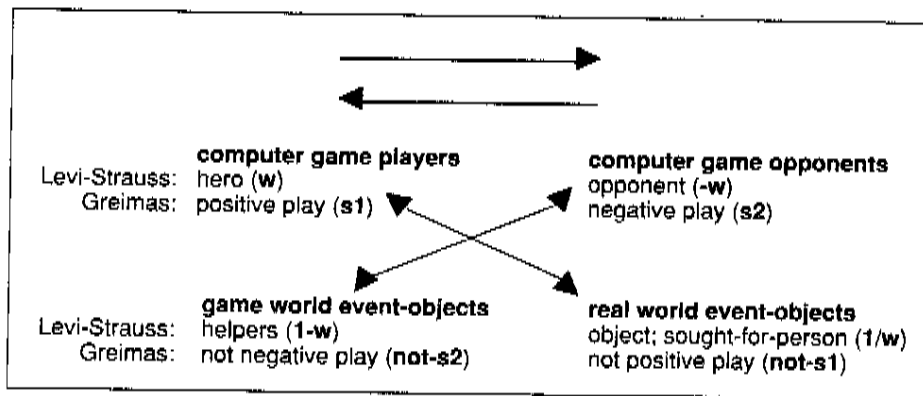 computer game players
Levi-Strauss: hero (w)
Greimas: positive play (s1)
computer game opponents
opponent (-w)
negative play (s2)
game world event-objects
Levi-Strauss: helpers (1-w)
Greimas: not negative play (not-s2)
real world event-objects
object; sought-for-person (1/w)
not positive play (not-s1)